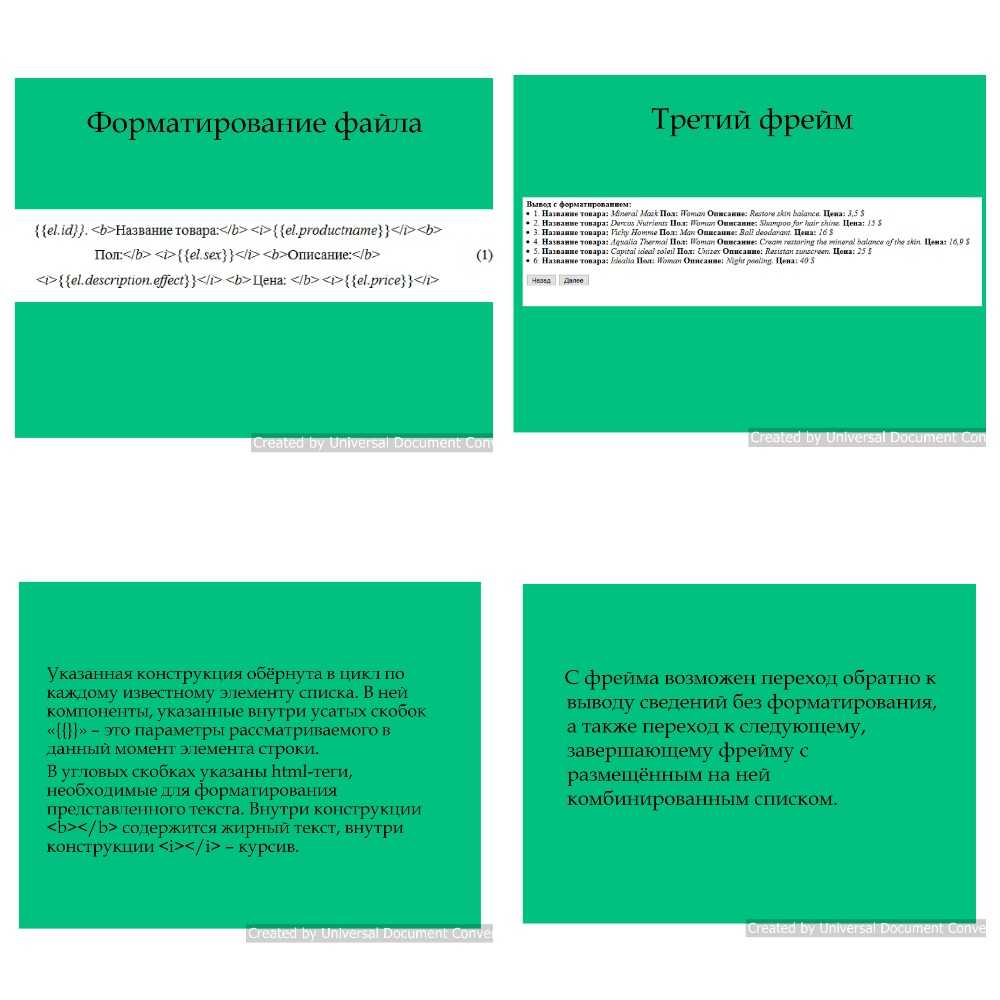 Форматирование файла
{{el.id}}. <b>Название товара:</b> <i>{{el.productname}}</i> <b>
Пол:</b> <i>{{el.sex}}</i> <b>Описание:</b>
(1)
<i>{{el.description.effect}}</i> <b>Цена: </b> <i>{{el.price}}</i>
Created by Universal Document Conv
Третий фрейм
Вывод с форматированием:
• 1. Название товара: Mineral Mask Пол: Woman Описание: Restore skin balance. Цена: 3,5 $
• 2. Название товара: Dercos Nutrients Пол: Woman Описание: Shampoo for hair shine. Цена: 15 $
• 3. Название товара: Vichy Homme Пол: Man Описание: Ball deodorant. Цена: 16 $
• 4. Название товара: Aqualia Thermal Пол: Woman Описание: Cream restoring the mineral balance of the skin. Цена: 16,9 $
• 5. Название товара: Capital ideal soleil Пол: Unisex Описание: Resistan sunscreen. Цена: 25 $
• 6. Название товара: Idealia Пол: Woman Описание: Night peeling. Цена: 40 $
Назад Далее
Created by Universal Document Conv
Указанная конструкция обёрнута в цикл по
каждому известному элементу списка. В ней
компоненты, указанные внутри усатых скобок
«{{}}» – это параметры рассматриваемого в
данный момент элемента строки.
В угловых скобках указаны html-теги,
необходимые для форматирования
представленного текста. Внутри конструкции
<b></b> содержится жирный текст, внутри
конструкции <i></i> – курсив.
Created by Universal Document Conve
С фрейма возможен переход обратно к
выводу сведений без форматирования,
а также переход к следующему,
завершающему фрейму с
размещённым на ней
комбинированным списком.
Created by Universal Document Conve